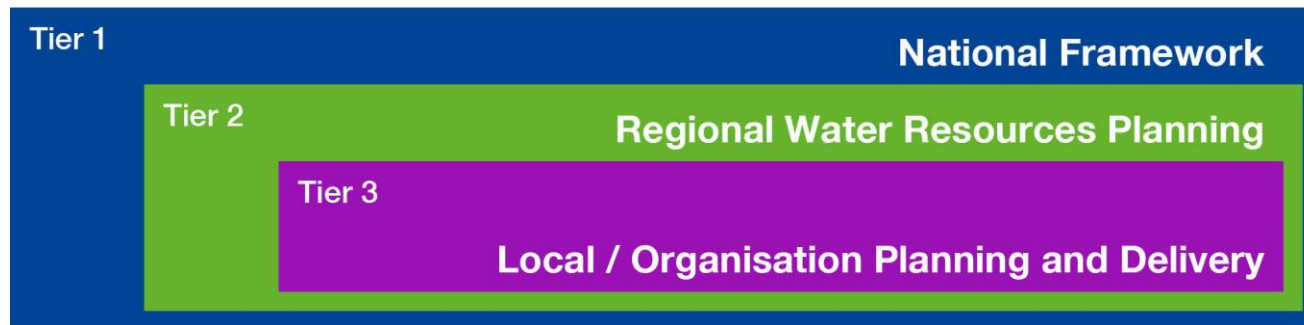 Tier 1
National Framework
Tier 2
Regional Water Resources Planning
Tier 3
Local / Organisation Planning and Delivery